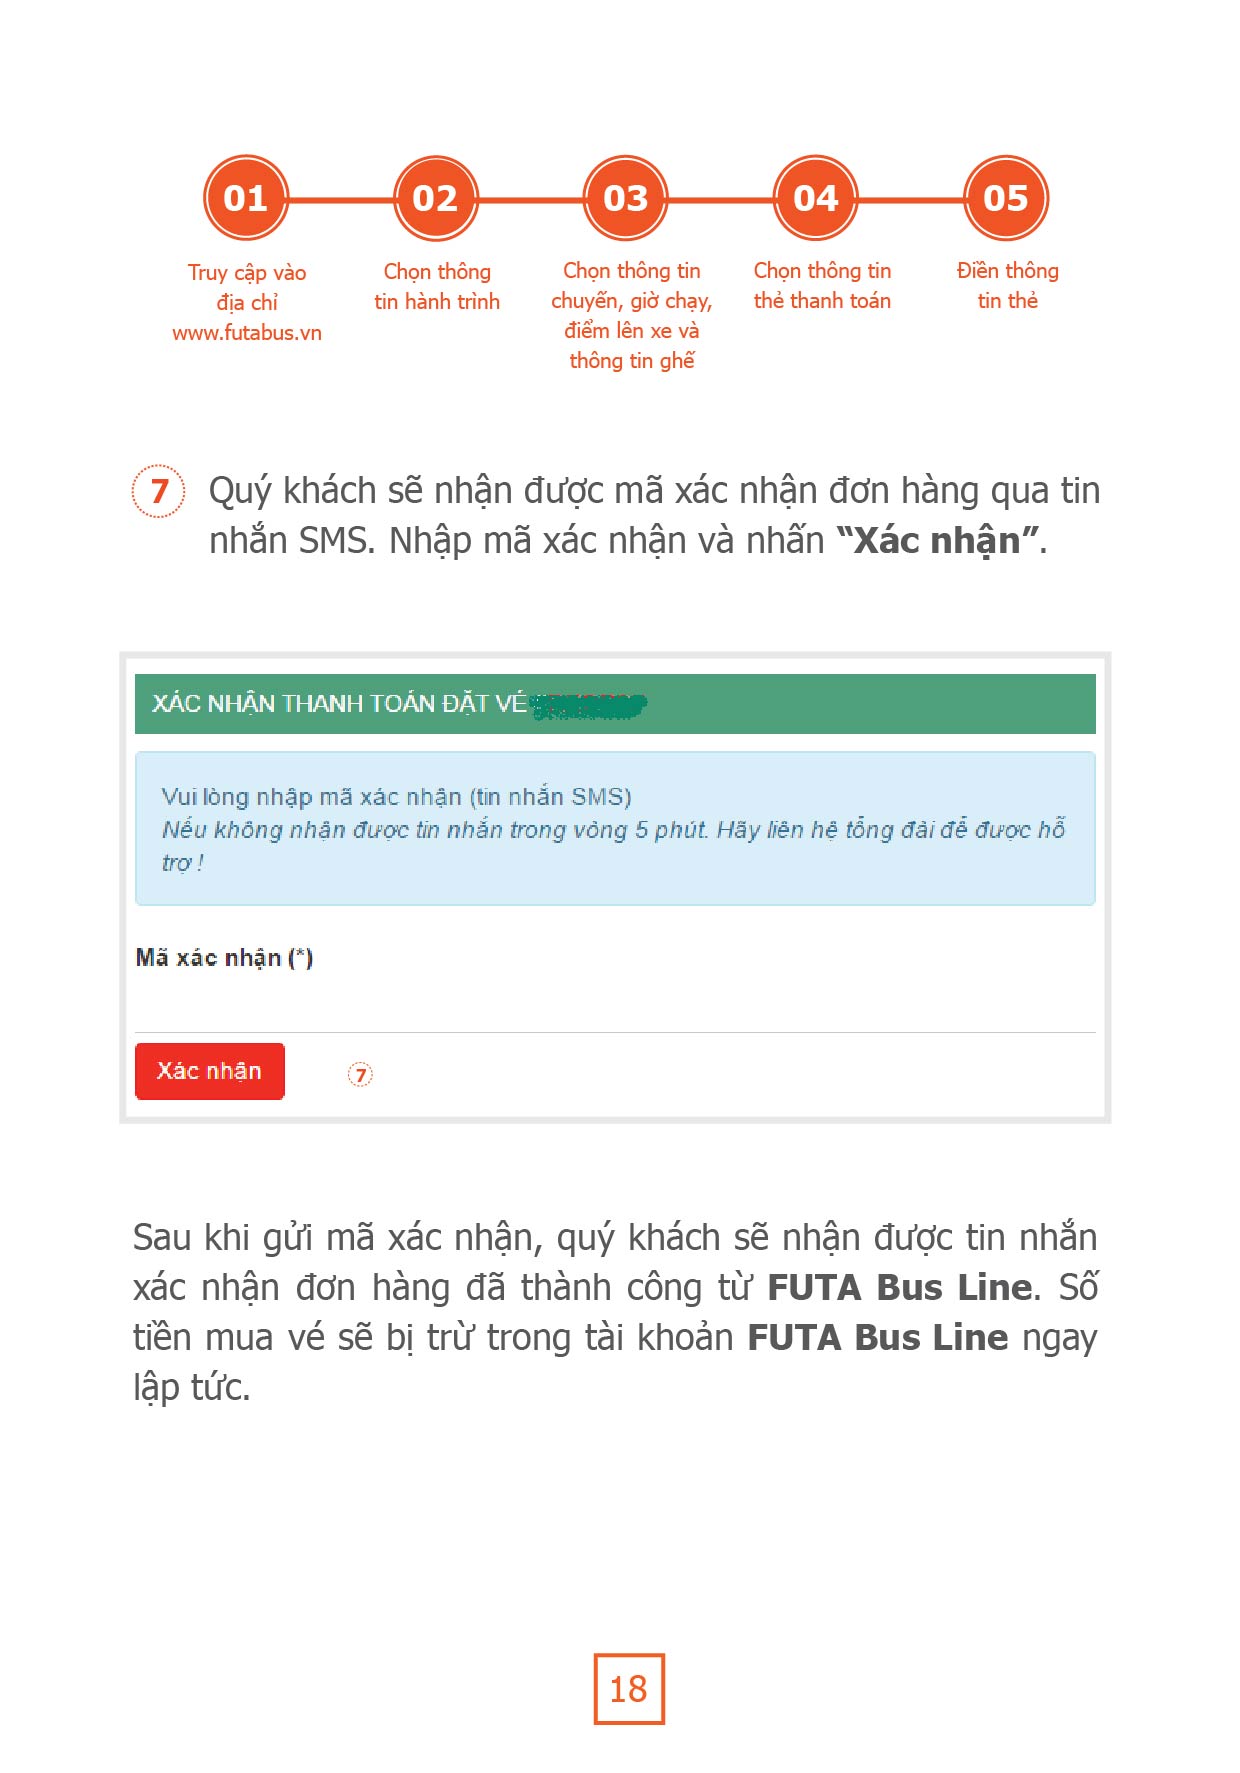 01
02
03
04
05
Truy cập vào
địa chỉ
www.futabus.vn
Chọn thông
tin hành trình
Chọn thông tin
chuyến, giờ chạy,
điểm lên xe và
thông tin ghế
Chọn thông tin
thẻ thanh toán
Điền thông
tin thẻ
7
Quý khách sẽ nhận được mã xác nhận đơn hàng qua tin
nhắn SMS. Nhập mã xác nhận và nhấn “Xác nhận”.
XÁC NHẬN THANH TOÁN ĐẶT VÉ
Vui lòng nhập mã xác nhận (tin nhắn SMS)
Nếu không nhận được tin nhắn trong vòng 5 phút. Hãy liên hệ tổng đài để được hỗ
trợ !
Mã xác nhận (*)
Xác nhận
7
Sau khi gửi mã xác nhận, quý khách sẽ nhận được tin nhắn
xác nhận đơn hàng đã thành công từ FUTA Bus Line. Số
tiền mua vé sẽ bị trừ trong tài khoản FUTA Bus Line ngay
lập tức.
18